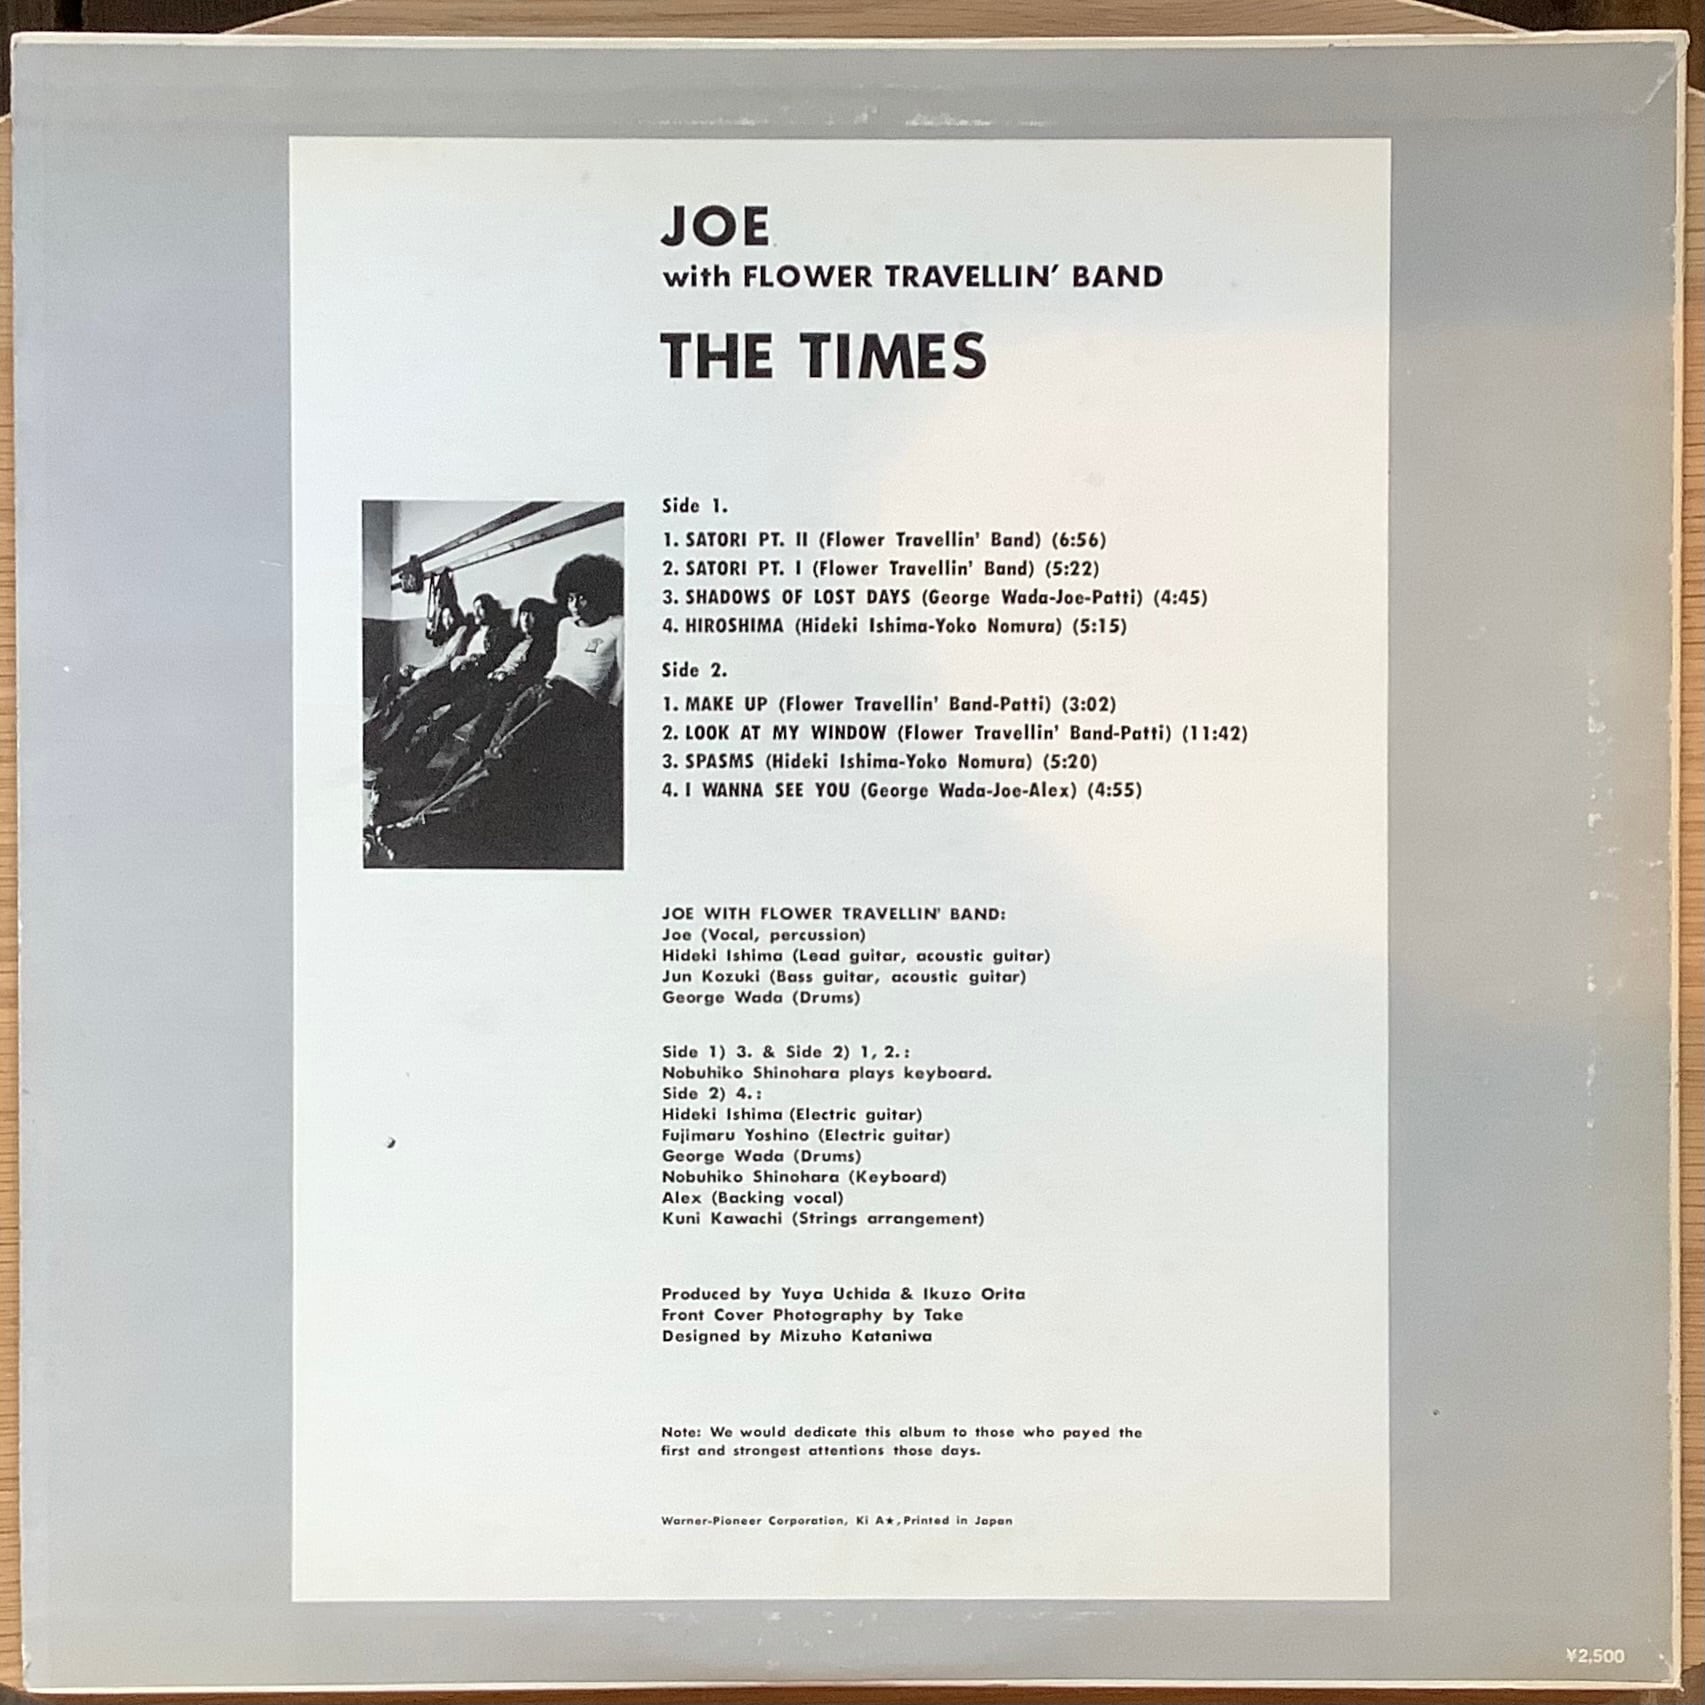 JOE
with FLOWER TRAVELLIN' BAND
THE TIMES
Side 1.
1. SATORI PT. II (Flower Travellin' Band) (6:56)
2. SATORI PT. I (Flower Travellin' Band) (5:22)
3. SHADOWS OF LOST DAYS (George Wada-Joe-Patti) (4:45)
4. HIROSHIMA (Hideki Ishima-Yoko Nomura) (5:15)
Side 2.
1. MAKE UP (Flower Travellin' Band-Patti) (3:02)
2. LOOK AT MY WINDOW (Flower Travellin' Band-Patti) (11:42)
3. SPASMS (Hideki Ishima-Yoko Nomura) (5:20)
4. I WANNA SEE YOU (George Wada-Joe-Alex) (4:55)
JOE WITH FLOWER TRAVELLIN' BAND:
Joe (Vocal, percussion)
Hideki Ishima (Lead guitar, acoustic guitar)
Jun Kozuki (Bass guitar, acoustic guitar)
George Wada (Drums)
Side 1) 3. & Side 2) 1, 2.:
Nobuhiko Shinohara plays keyboard.
Side 2) 4.:
Hideki Ishima (Electric guitar)
Fujimaru Yoshino (Electric guitar)
George Wada (Drums)
Nobuhiko Shinohara (Keyboard)
Alex (Backing vocal)
Kuni Kawachi (Strings arrangement)
Produced by Yuya Uchida & Ikuzo Orita
Front Cover Photography by Take
Designed by Mizuho Kataniwa
Note: We would dedicate this album to those who payed the
first and strongest attentions those days.
Warner-Pioneer Corporation, Ki A★, Printed in Japan
¥2,500